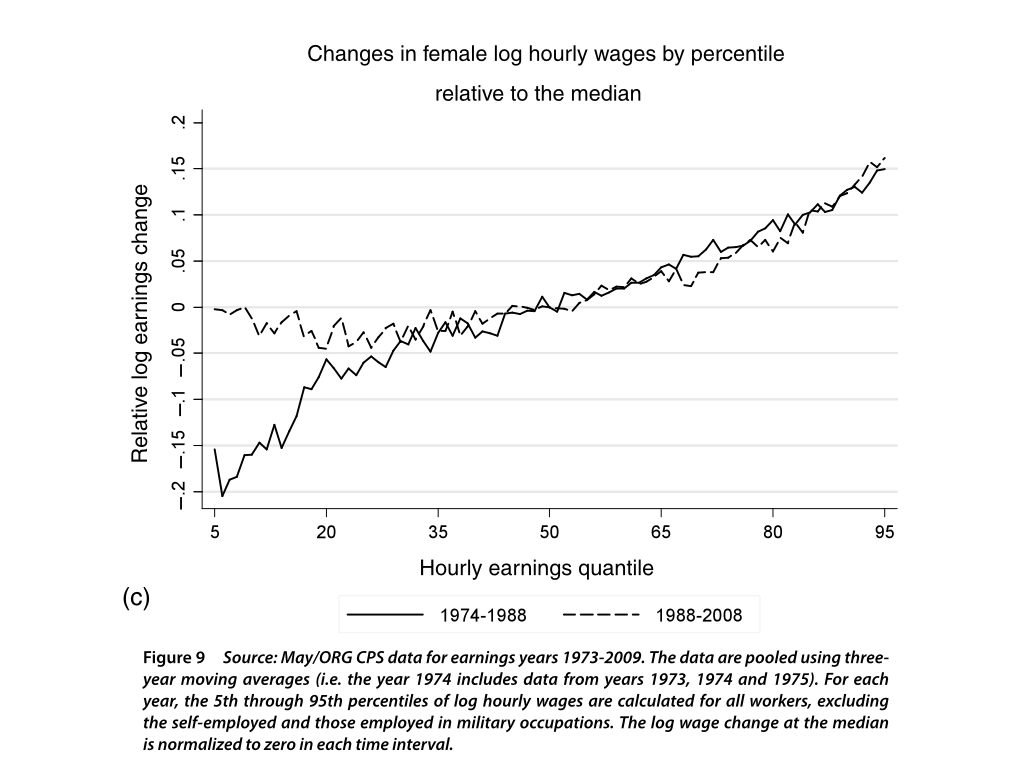 Changes in female log hourly wages by percentile
relative to the median
Relative log earnings change
.2
.15
.1
.05
0
−.05
−.1
−.15
−.2
5 20 35 50 65 80 95
Hourly earnings quantile
(c)
1974-1988 1988-2008
Figure 9 Source: May/ORG CPS data for earnings years 1973-2009. The data are pooled using three-
year moving averages (i.e. the year 1974 includes data from years 1973, 1974 and 1975). For each
year, the 5th through 95th percentiles of log hourly wages are calculated for all workers, excluding
the self-employed and those employed in military occupations. The log wage change at the median
is normalized to zero in each time interval.